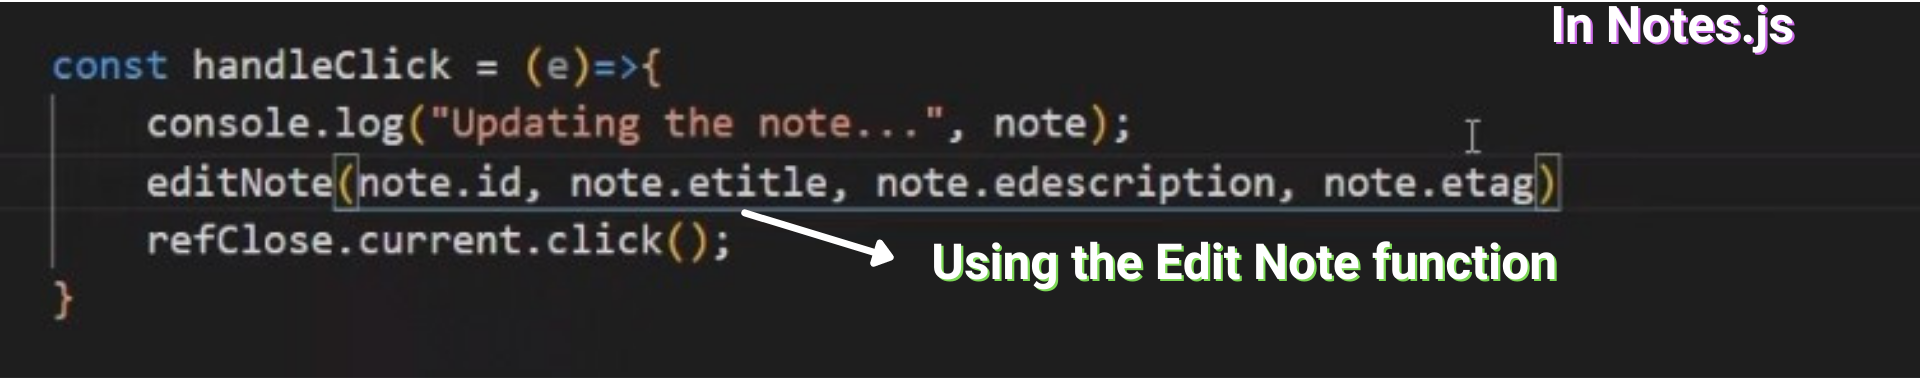 In Notes.js
const handleClick = (e)=>{
    console.log("Updating the note...", note);
    editNote(note.id, note.etitle, note.edescription, note.etag)
    refClose.current.click();
Using the Edit Note function
}